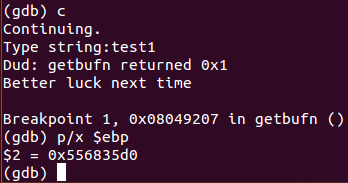 (gdb) c
Continuing.
Type string:test1
Dud: getbufn returned 0x1
Better luck next time

Breakpoint 1, 0x08049207 in getbufn ()
(gdb) p/x $ebp
$2 = 0x556835d0
(gdb)